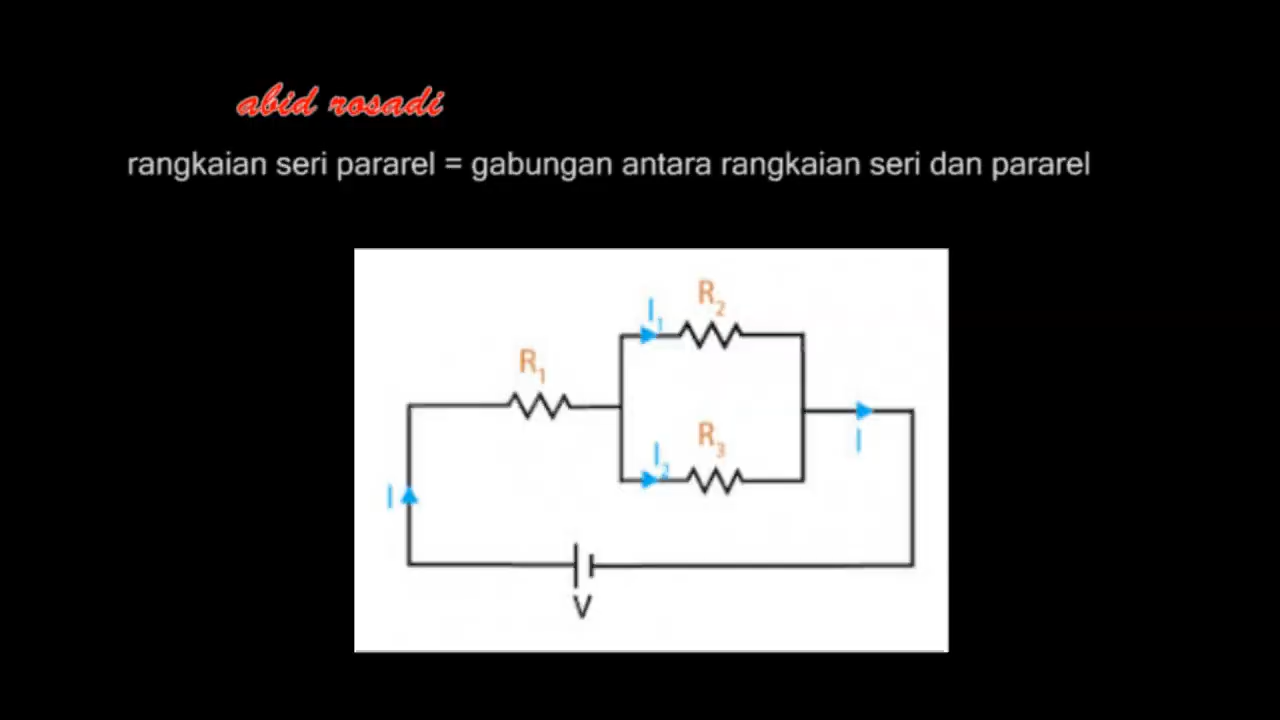 abid rosadi
rangkaian seri pararel = gabungan antara rangkaian seri dan pararel
R2
I1
R1
R3
I2
I
I
V